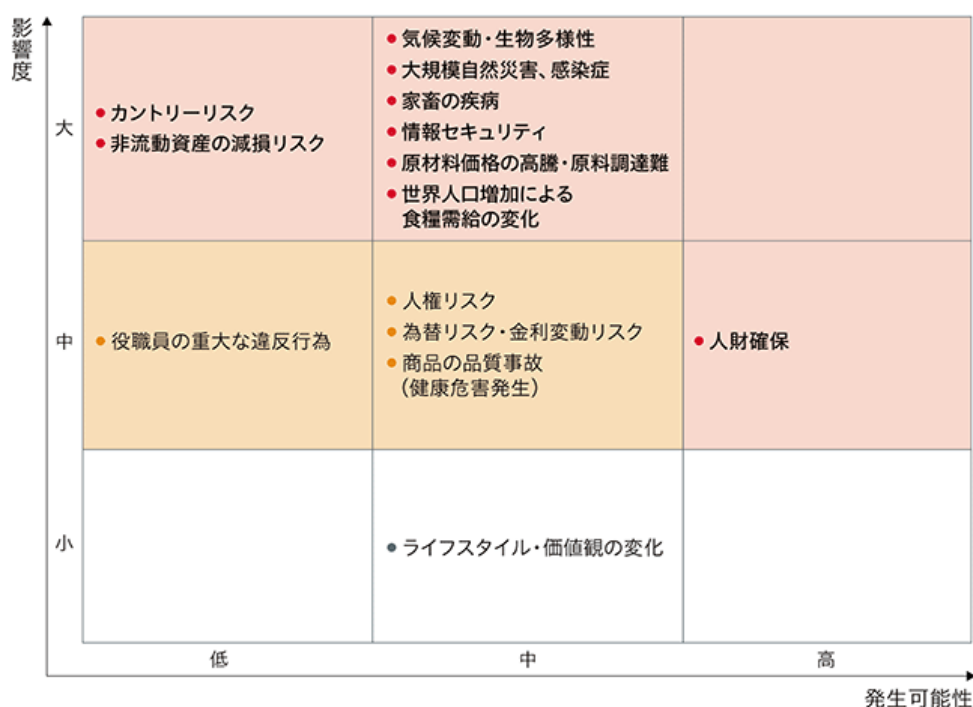 影響度
大
• カントリーリスク
• 非流動資産の減損リスク
• 気候変動・生物多様性
• 大規模自然災害、感染症
• 家畜の疾病
• 情報セキュリティ
• 原材料価格の高騰・原料調達難
• 世界人口増加による
食糧需給の変化
中
• 役職員の重大な違反行為
• 人権リスク
• 為替リスク・金利変動リスク
• 商品の品質事故
（健康危害発生）
• 人財確保
小
• ライフスタイル・価値観の変化
低
中
高
発生可能性